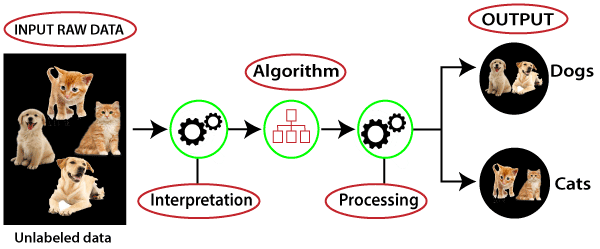 INPUT RAW DATA
Unlabeled data
Interpretation
Algorithm
Processing
OUTPUT
Dogs
Cats